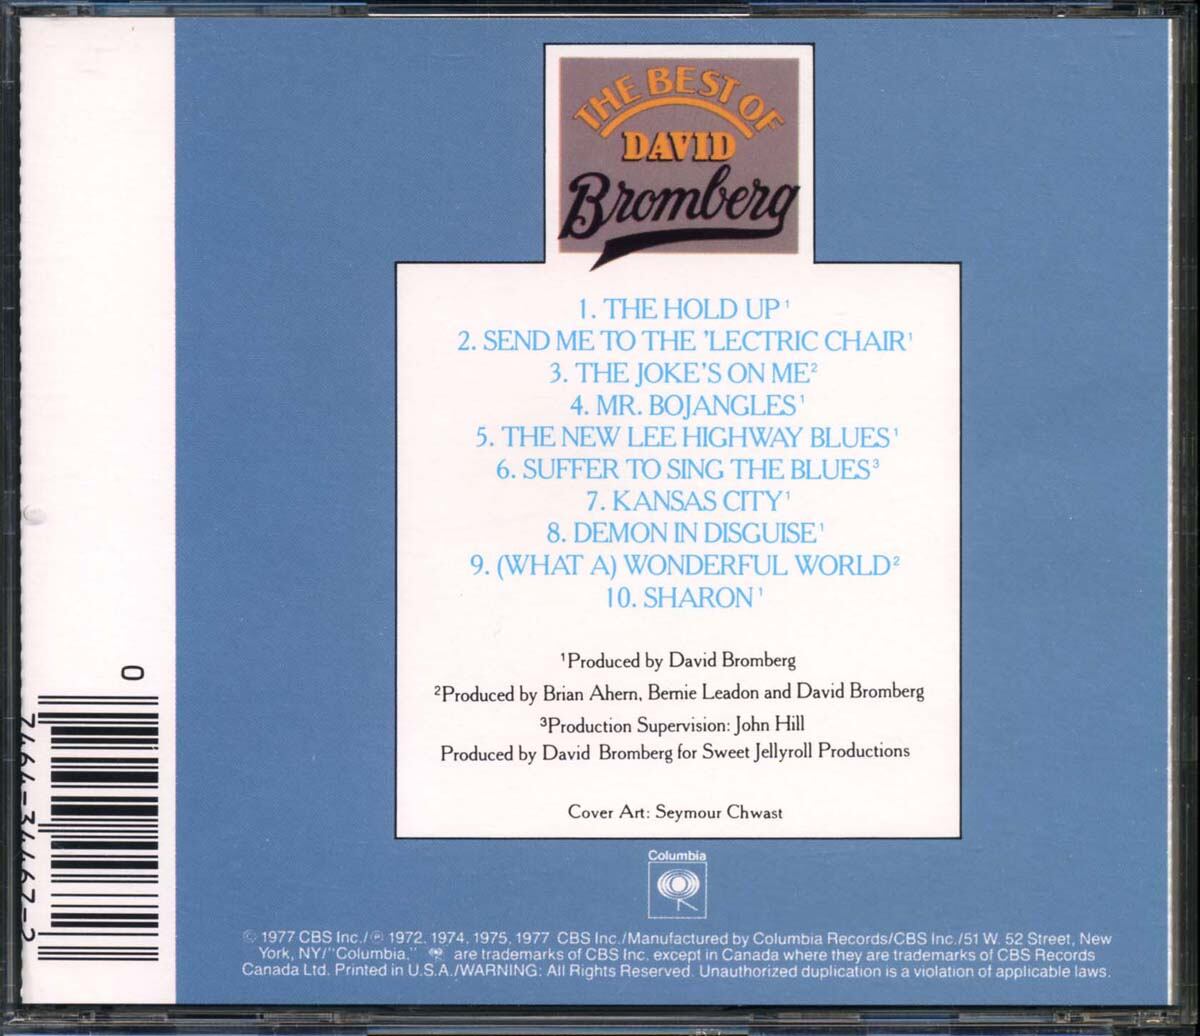 THE BEST OF
DAVID
Bromberg
1. THE HOLD UP¹
2. SEND ME TO THE 'LECTRIC CHAIR¹
3. THE JOKE'S ON ME²
4. MR. BOJANGLES¹
5. THE NEW LEE HIGHWAY BLUES¹
6. SUFFER TO SING THE BLUES³
7. KANSAS CITY¹
8. DEMON IN DISGUISE¹
9. (WHAT A) WONDERFUL WORLD²
10. SHARON¹
¹Produced by David Bromberg
²Produced by Brian Ahern, Bernie Leadon and David Bromberg
³Production Supervision: John Hill
Produced by David Bromberg for Sweet Jellyroll Productions
Cover Art: Seymour Chwast
Columbia
© 1977 CBS Inc./℗ 1972, 1974, 1975, 1977 CBS Inc./Manufactured by Columbia Records/CBS Inc./51 W. 52 Street, New
York, NY/"Columbia," are trademarks of CBS Inc. except in Canada where they are trademarks of CBS Records
Canada Ltd. Printed in U.S.A./WARNING: All Rights Reserved. Unauthorized duplication is a violation of applicable laws.
0
7464-34467-2